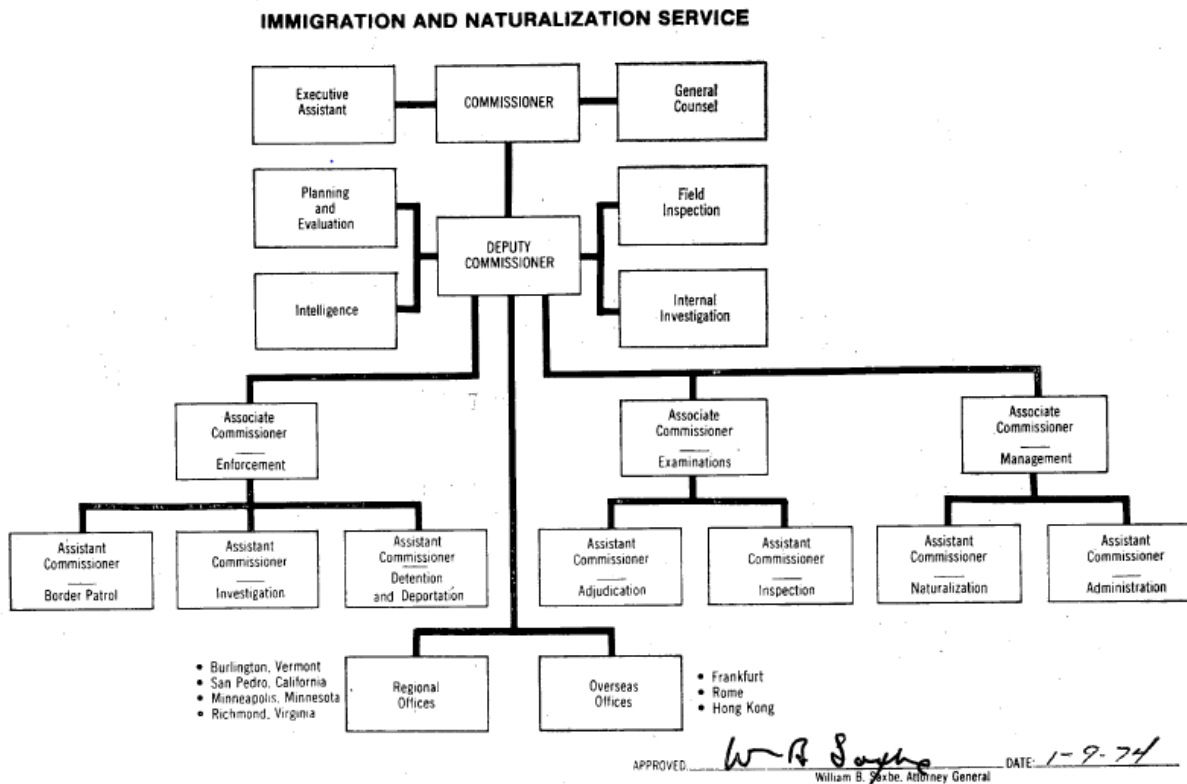 IMMIGRATION AND NATURALIZATION SERVICE
Executive
Assistant
COMMISSIONER
General
Counsel
Planning
and
Evaluation
Field
Inspection
DEPUTY
COMMISSIONER
Intelligence
Internal
Investigation
Associate
Commissioner
Enforcement
Associate
Commissioner
Examinations
Associate
Commissioner
Management
Assistant
Commissioner
Border Patrol
Assistant
Commissioner
Investigation
Assistant
Commissioner
Detention
and Deportation
Assistant
Commissioner
Adjudication
Assistant
Commissioner
Inspection
Assistant
Commissioner
Naturalization
Assistant
Commissioner
Administration
• Burlington, Vermont
• San Pedro, California
• Minneapolis, Minnesota
• Richmond, Virginia
Regional
Offices
Overseas
Offices
• Frankfurt
• Rome
• Hong Kong
APPROVED Wm B Saxbe DATE: 1-9-74
William B. Saxbe, Attorney General